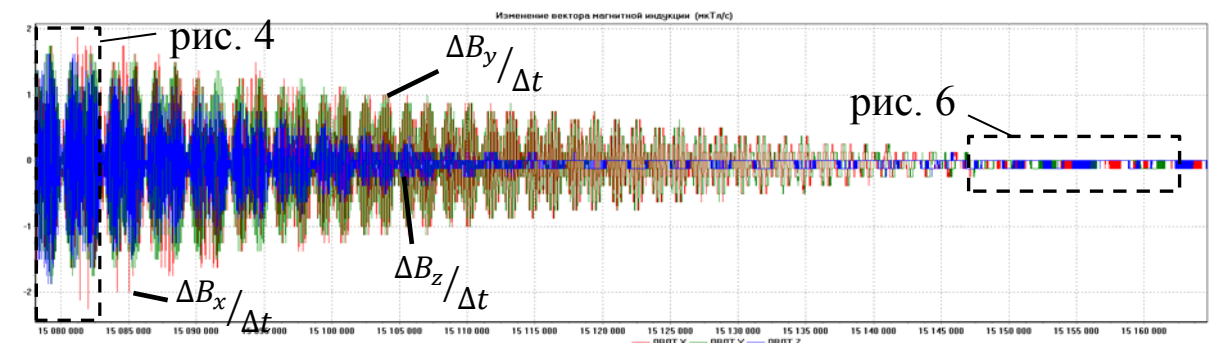 Изменение вектора магнитной индукции (мкТл/с)
2
рис. 4
ΔBy/Δt
1
рис. 6
0
-1
ΔBz/Δt
-2
ΔBx/Δt
15 080 000 15 085 000 15 090 000 15 100 000 15 105 000 15 110 000 15 115 000 15 120 000 15 125 000 15 130 000 15 135 000 15 140 000 15 145 000 15 150 000 15 155 000 15 160 000